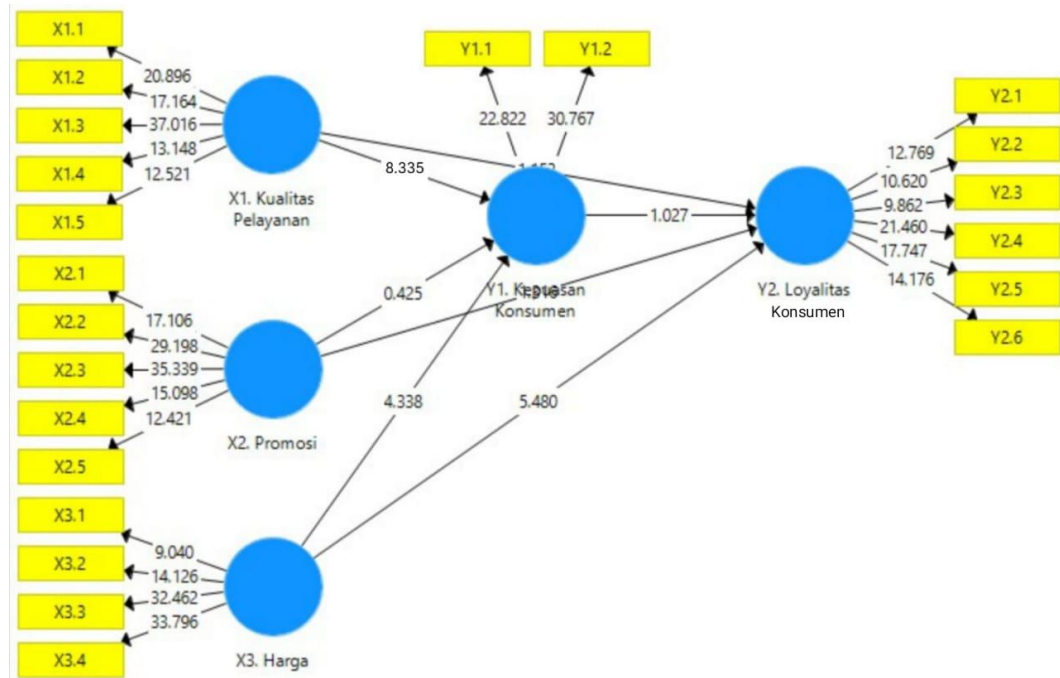 X1.1
X1.2
X1.3
X1.4
X1.5
20.896
17.164
37.016
13.148
12.521
X1. Kualitas
Pelayanan
Y1.1
Y1.2
22.822
30.767
8.335
1.027
Y1. Kepuasan
Konsumen
Y2.1
Y2.2
Y2.3
Y2.4
Y2.5
Y2.6
12.769
10.620
9.862
21.460
17.747
14.176
Y2. Loyalitas
Konsumen
X2.1
X2.2
X2.3
X2.4
X2.5
17.106
29.198
35.339
15.098
12.421
X2. Promosi
0.425
4.338
5.480
X3.1
X3.2
X3.3
X3.4
9.040
14.126
32.462
33.796
X3. Harga